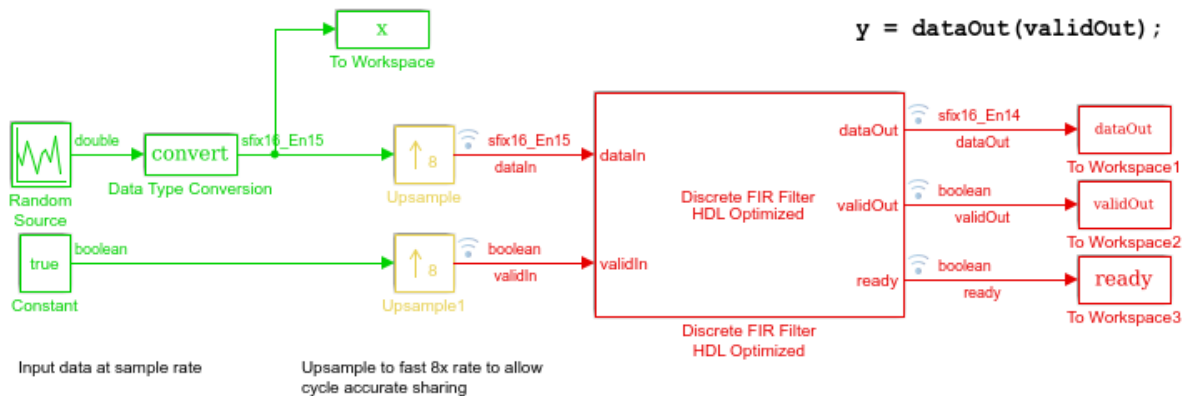 y = dataOut(validOut);
x
To Workspace
double
convert
sfix16_En15
Data Type Conversion
Random
Source
↑8
Upsample
sfix16_En15
dataIn
dataIn
Discrete FIR Filter
HDL Optimized
dataOut
sfix16_En14
dataOut
dataOut
To Workspace1
validOut
boolean
validOut
validOut
To Workspace2
true
boolean
Constant
↑8
Upsample1
boolean
validIn
validIn
ready
boolean
ready
ready
To Workspace3
Discrete FIR Filter
HDL Optimized
Input data at sample rate
Upsample to fast 8x rate to allow
cycle accurate sharing